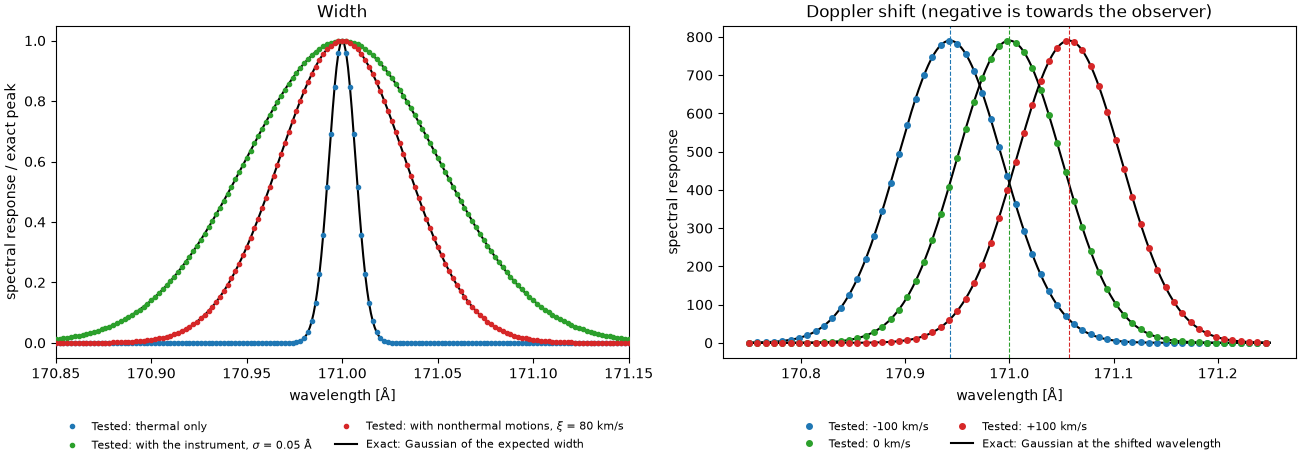 Width
spectral response / exact peak
1.0
0.8
0.6
0.4
0.2
0.0
170.85
170.90
170.95
171.00
171.05
171.10
171.15
wavelength [Å]
Tested: thermal only
Tested: with the instrument, σ = 0.05 Å
Tested: with nonthermal motions, ξ = 80 km/s
Exact: Gaussian of the expected width
Doppler shift (negative is towards the observer)
spectral response
800
700
600
500
400
300
200
100
0
170.8
170.9
171.0
171.1
171.2
wavelength [Å]
Tested: -100 km/s
Tested: 0 km/s
Tested: +100 km/s
Exact: Gaussian at the shifted wavelength